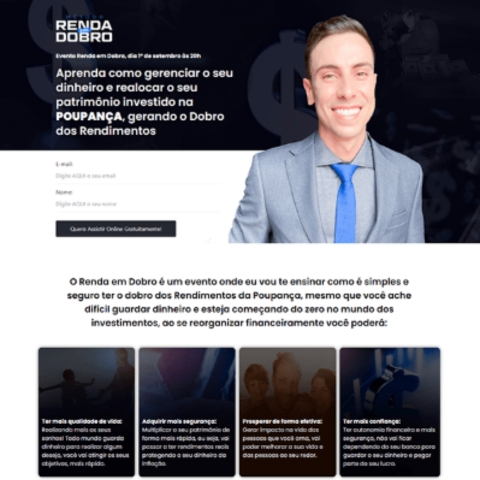 RENDA
DOBRO
Evento Renda em Dobro, dia 1º de setembro às 20h
Aprenda como gerenciar o seu
dinheiro e realocar o seu
patrimônio investido na
POUPANÇA, gerando o Dobro
dos Rendimentos
E-mail:
Digite AQUI o seu email
Nome:
Digite AQUI o seu nome
Quero Assistir Online Gratuitamente!
O Renda em Dobro é um evento onde eu vou te ensinar como é simples e
seguro ter o dobro dos Rendimentos da Poupança, mesmo que você ache
difícil guardar dinheiro e esteja começando do zero no mundo dos
investimentos, ao se reorganizar financeiramente você poderá:
Ter mais qualidade de vida:
Realizando mais os seus
sonhos! Todo mundo guarda
dinheiro para realizar algum
desejo, você vai atingir os seus
objetivos, mais rápido.
Adquirir mais segurança:
Multiplicar o seu patrimônio de
forma mais rápida, ou seja, vai
passar a ter rendimentos reais
protegendo o seu dinheiro da
inflação.
Prosperar de forma efetiva:
Gerar impacto na vida das
pessoas que você ama, vai
poder melhorar a sua vida e
das pessoas ao seu redor.
Ter mais confiança:
Ter autonomia financeira e mais
segurança, não vai ficar
dependendo do seu banco para
guardar o seu dinheiro e pegar
parte do seu lucro.